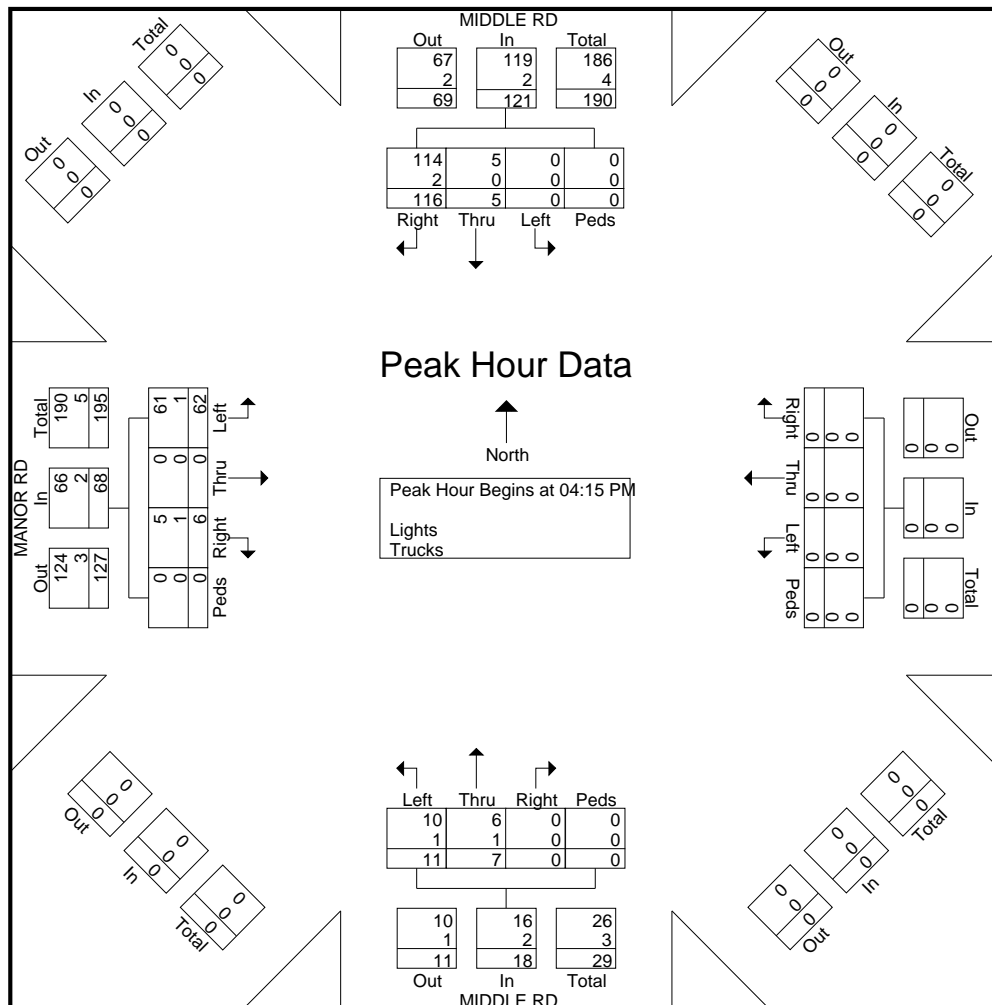 MIDDLE RD
Out In Total
67 119 186
2 2 4
69 121 190
114 5 0 0
2 0 0 0
116 5 0 0
Right Thru Left Peds
Total
0
0
0
In
0
0
0
Out
0
0
0
Out
0
0
0
In
0
0
0
Total
0
0
0
Peak Hour Data
North
Peak Hour Begins at 04:15 PM
Lights
Trucks
MANOR RD
Total
190
5
195
In
66
2
68
Out
124
3
127
61 1 62 Left
0 0 0 Thru
5 1 6 Right
0 0 0 Peds
Right 0 0 0
Thru 0 0 0
Left 0 0 0
Peds 0 0 0
Out
0 0 0
In
0 0 0
Total
0 0 0
Left Thru Right Peds
10 6 0 0
1 1 0 0
11 7 0 0
10 16 26
1 2 3
11 18 29
Out In Total
MIDDLE RD
0
0
0
Out
0
0
0
In
0
0
0
Total
0
0
0
Total
0
0
0
In
0
0
0
Out